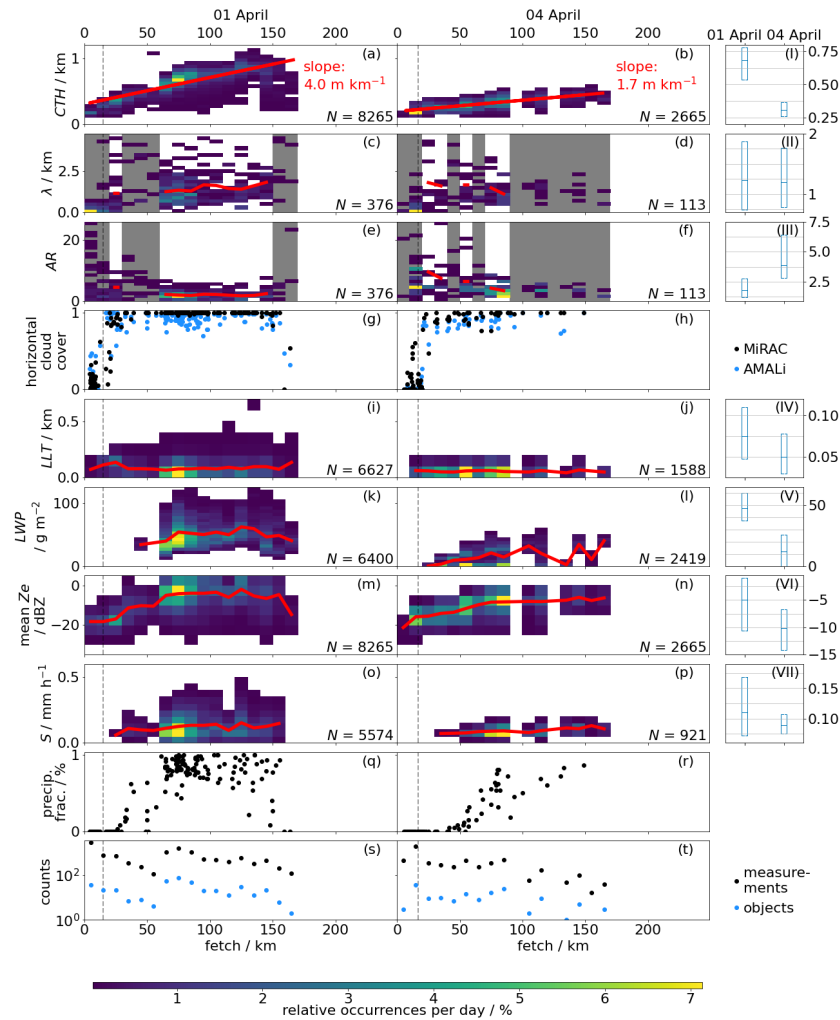 01 April
04 April
0 50 100 150 200
0 50 100 150 200
01 April 04 April
CTH / km
1
0
(a)
slope:
4.0 m km⁻¹
N = 8265
(b)
slope:
1.7 m km⁻¹
N = 2665
(I)
0.75
0.50
0.25
λ / km
2.5
0.0
(c)
N = 376
(d)
N = 113
(II)
2
1
AR
20
0
(e)
N = 376
(f)
N = 113
(III)
7.5
5.0
2.5
horizontal
cloud
cover
1
0
(g)
(h)
MiRAC
AMALi
LLT / km
0.5
0.0
(i)
N = 6627
(j)
N = 1588
(IV)
0.10
0.05
LWP
/ g m⁻²
100
0
(k)
N = 6400
(l)
N = 2419
(V)
50
0
mean Ze
/ dBZ
0
−20
(m)
N = 8265
(n)
N = 2665
(VI)
−5
−10
−15
S / mm h⁻¹
0.5
0.0
(o)
N = 5574
(p)
N = 921
(VII)
0.15
0.10
precip.
frac. / %
1
0
(q)
(r)
counts
10²
10⁰
(s)
(t)
measure-
ments
objects
0 50 100 150 200
0 50 100 150 200
fetch / km
fetch / km
1 2 3 4 5 6 7
relative occurrences per day / %